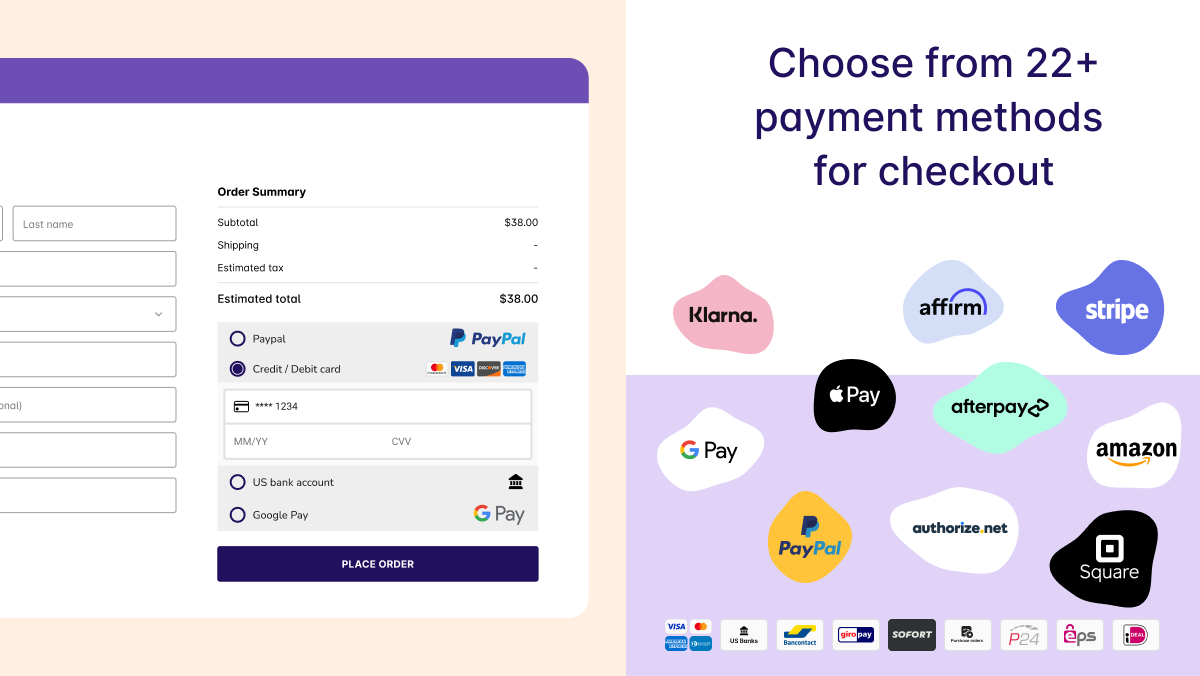 Order Summary
Subtotal $38.00
Shipping -
Estimated tax -
Estimated total $38.00
Last name
onal)
Paypal PayPal
Credit / Debit card VISA DISCOVER
**** 1234
MM/YY CVV
US bank account
Google Pay G Pay
PLACE ORDER
Choose from 22+
payment methods
for checkout
Klarna.
affirm
stripe
Pay
afterpay
G Pay
amazon
PayPal
authorize.net
Square
VISA
US Banks
Bancontact
giropay
SOFORT
Purchase orders
P24
eps
iDEAL